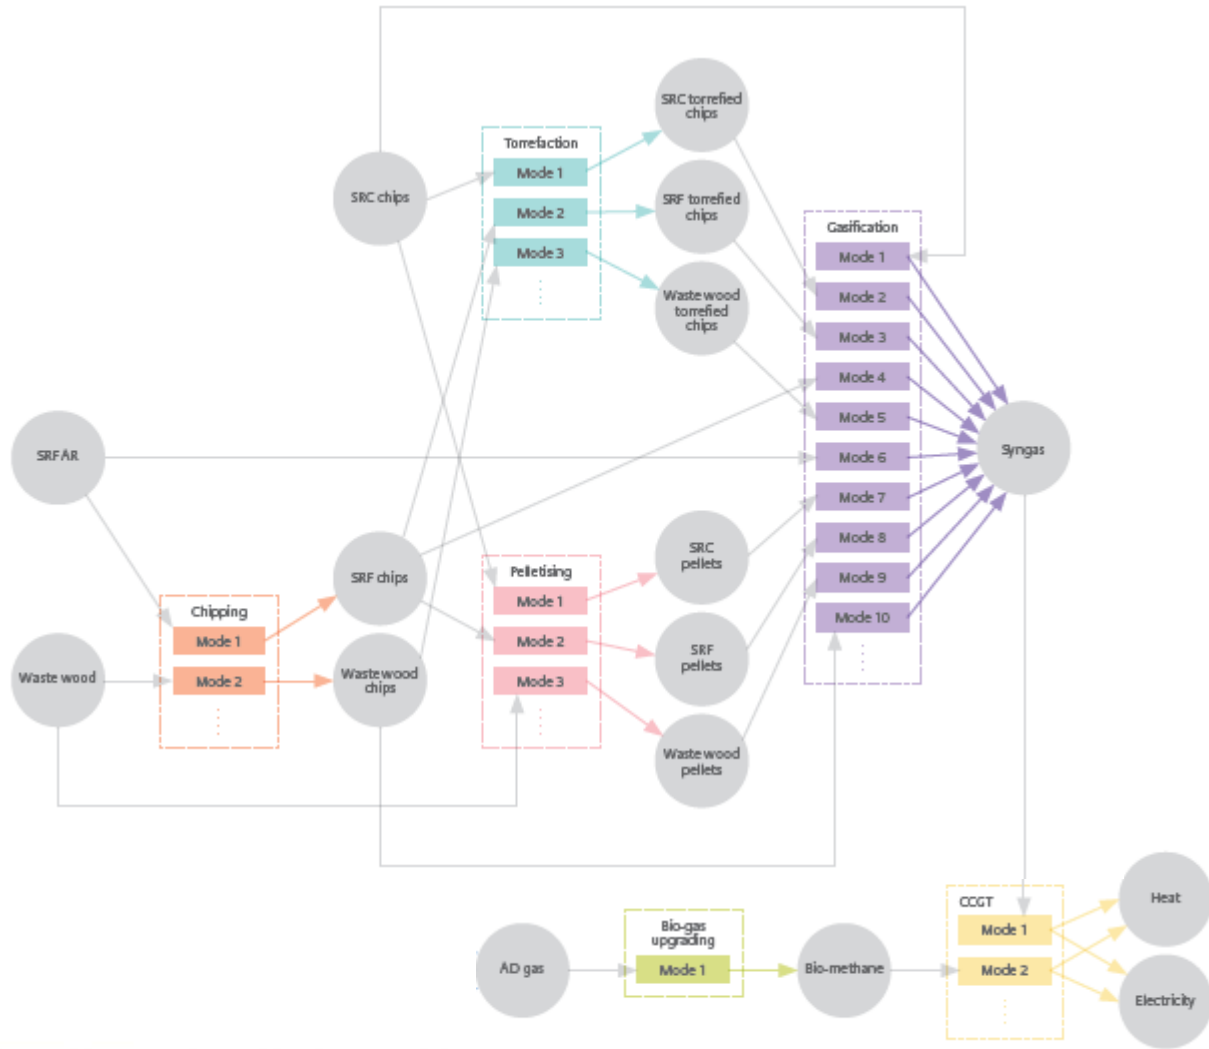 SRC torrefied
chips
Torrefaction
Mode 1
Mode 2
Mode 3
SRC chips
SRF torrefied
chips
Waste wood
torrefied
chips
Gasification
Mode 1
Mode 2
Mode 3
Mode 4
Mode 5
Mode 6
Mode 7
Mode 8
Mode 9
Mode 10
Syngas
SRF AR
SRF chips
Chipping
Mode 1
Mode 2
Waste wood
Waste wood
chips
Pelletising
Mode 1
Mode 2
Mode 3
SRC
pellets
SRF
pellets
Waste wood
pellets
AD gas
Bio-gas
upgrading
Mode 1
Bio-methane
CCGT
Mode 1
Mode 2
Heat
Electricity